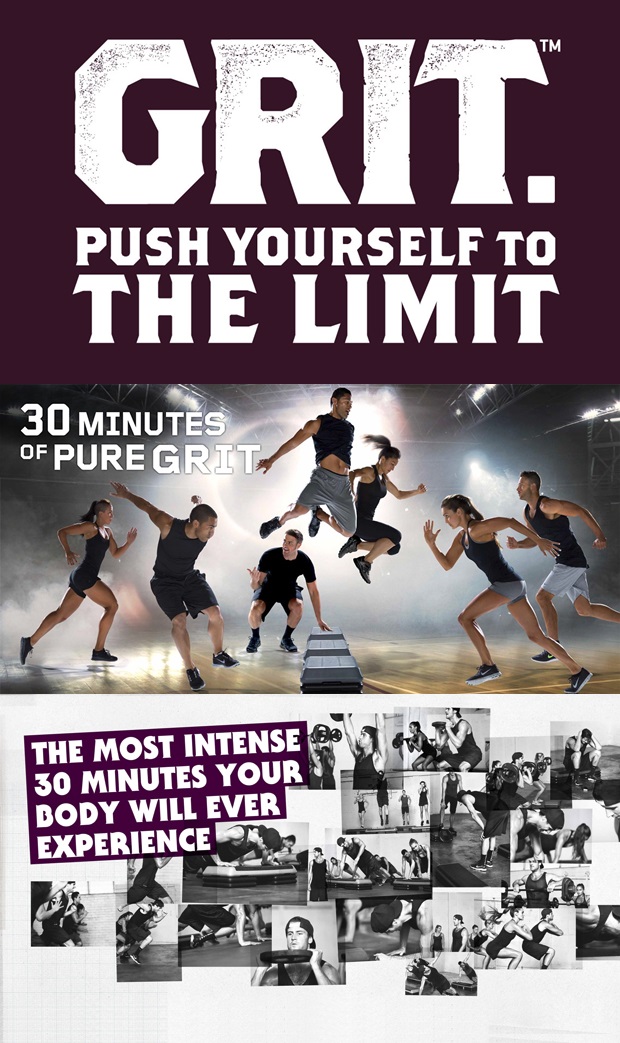 GRIT.™
PUSH YOURSELF TO
THE LIMIT
30 MINUTES
OF PURE GRIT
THE MOST INTENSE
30 MINUTES YOUR
BODY WILL EVER
EXPERIENCE